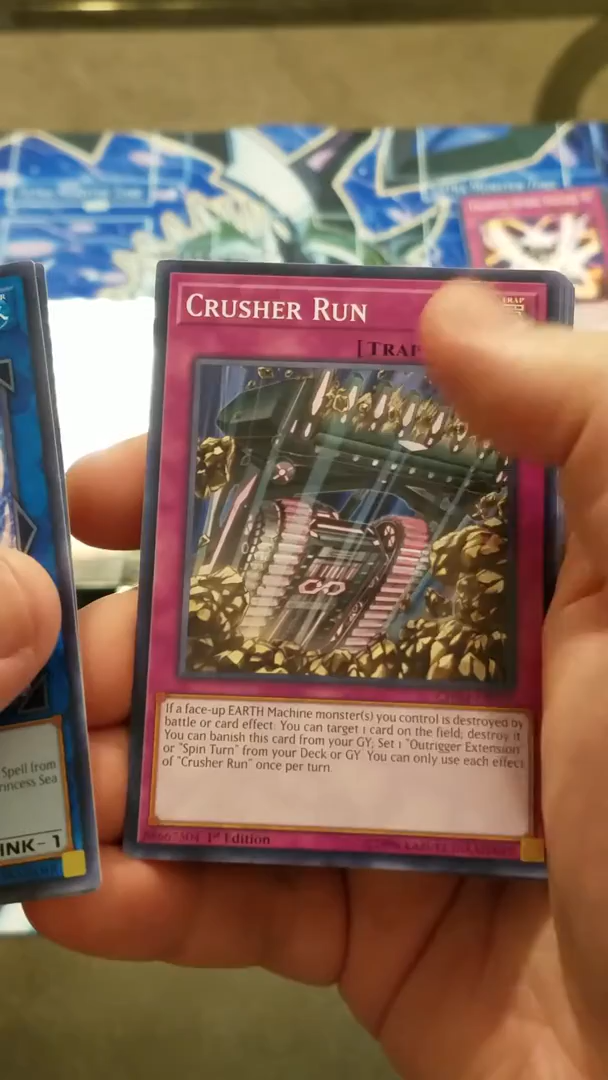 TRAP
CRUSHER RUN
[TRAP
If a face-up EARTH Machine monster(s) you control is destroyed by
battle or card effect: You can target 1 card on the field; destroy it.
You can banish this card from your GY; Set 1 "Outrigger Extension"
or "Spin Turn" from your Deck or GY. You can only use each effect
of "Crusher Run" once per turn.
1st Edition
Spell from
rincess Sea
INK-1